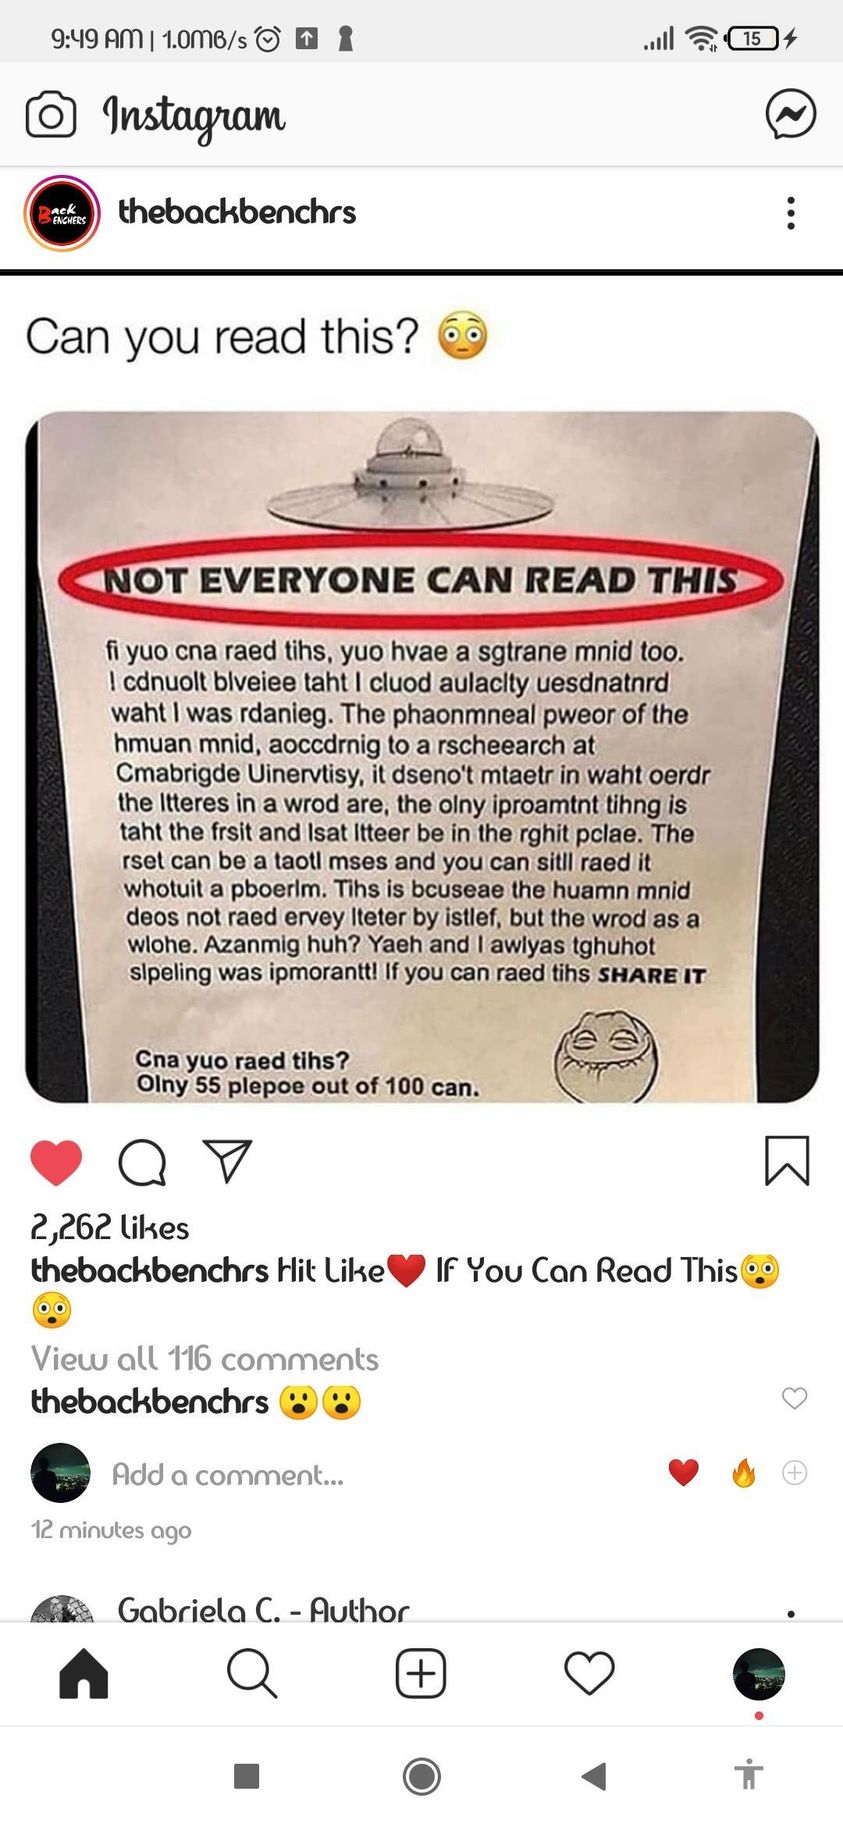 9:49 AM | 1.0MB/s
15
Instagram
Back
Benchers
thebackbenchrs
Can you read this? 😳
NOT EVERYONE CAN READ THIS
fi yuo cna raed tihs, yuo hvae a sgtrane mnid too.
I cdnuolt blveiee taht I cluod aulaclty uesdnatnrd
waht I was rdanieg. The phaonmneal pweor of the
hmuan mnid, aoccdrnig to a rscheearch at
Cmabrigde Uinervtisy, it dseno't mtaetr in waht oerdr
the ltteres in a wrod are, the olny iproamtnt tihng is
taht the frsit and lsat ltteer be in the rghit pclae. The
rset can be a taotl mses and you can sitll raed it
whotuit a pboerlm. Tihs is bcuseae the huamn mnid
deos not raed ervey lteter by istlef, but the wrod as a
wlohe. Azanmig huh? Yaeh and I awlyas tghuhot
slpeling was ipmorantt! If you can raed tihs SHARE IT
Cna yuo raed tihs?
Olny 55 plepoe out of 100 can.
2,262 likes
thebackbenchrs Hit Like❤️ If You Can Read This😳
😳
View all 116 comments
thebackbenchrs 😮😮
Add a comment...
12 minutes ago
Gabriela C. - Author